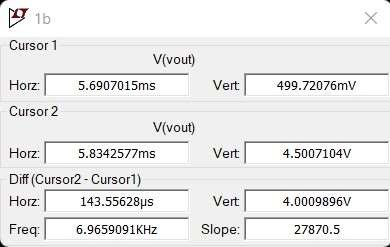 1b
Cursor 1
V(vout)
Horz: 5.6907015ms Vert: 499.72076mV
Cursor 2
V(vout)
Horz: 5.8342577ms Vert: 4.5007104V
Diff (Cursor2 - Cursor1)
Horz: 143.55628µs Vert: 4.0009896V
Freq: 6.9659091KHz Slope: 27870.5